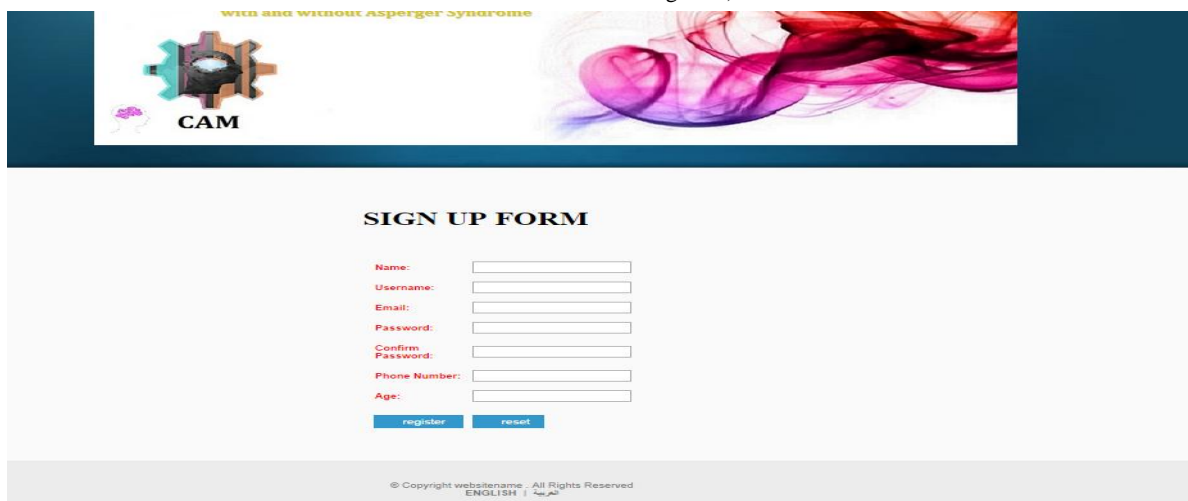 with and without Asperger Syndrome
CAM
SIGN UP FORM
Name:
Username:
Email:
Password:
Confirm
Password:
Phone Number:
Age:
register reset
© Copyright websitename . All Rights Reserved
ENGLISH | العربية